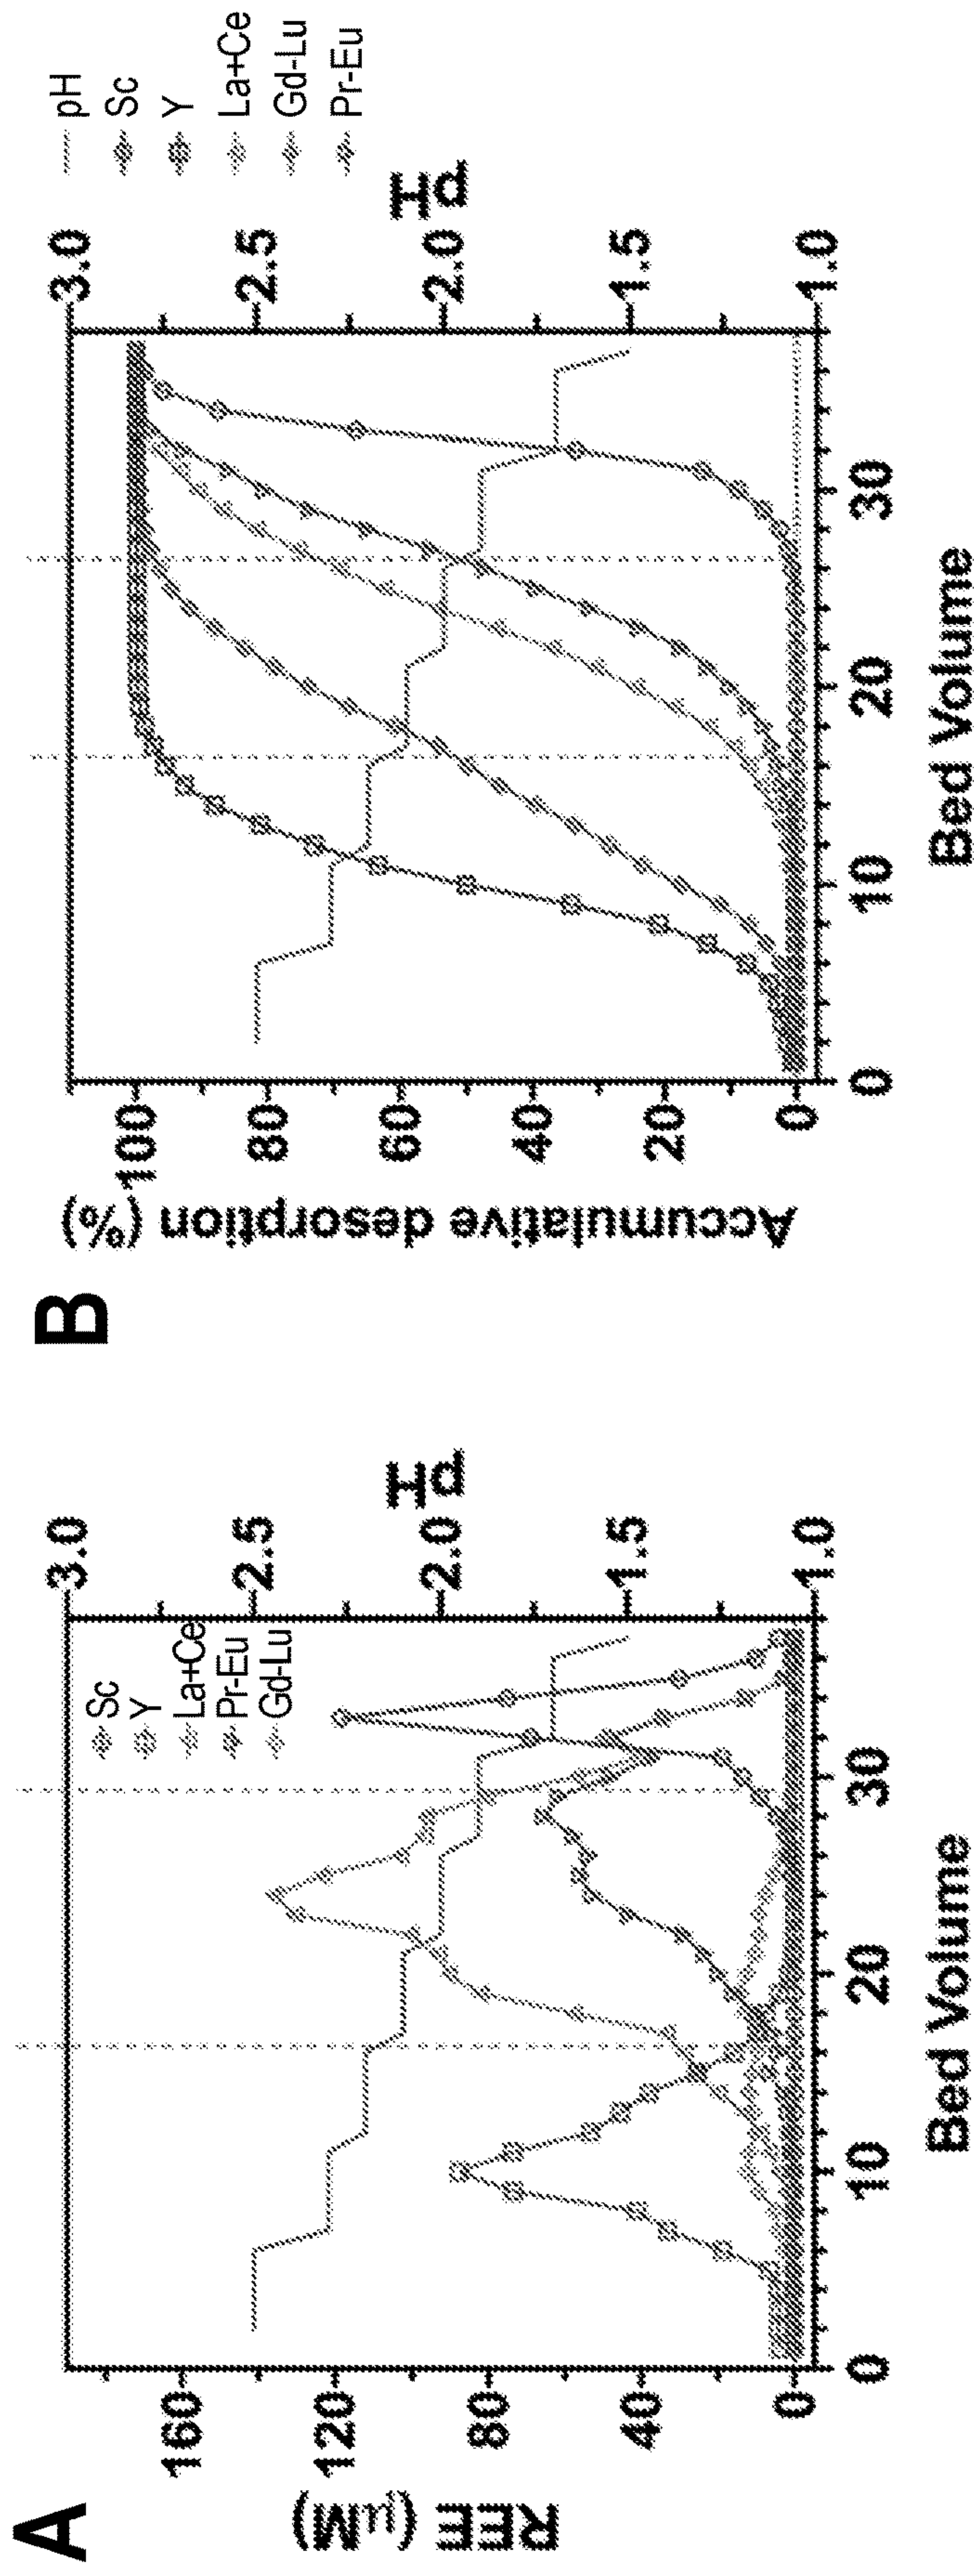 A
REE (μM)
160
120
80
40
0
0
10
20
30
Bed Volume
3.0
2.5
2.0
1.5
1.0
pH
Sc
Y
La+Ce
Pr-Eu
Gd-Lu
B
Accumulative desorption (%)
100
80
60
40
20
0
0
10
20
30
Bed Volume
3.0
2.5
2.0
1.5
1.0
pH
pH
Sc
Y
La+Ce
Gd-Lu
Pr-Eu